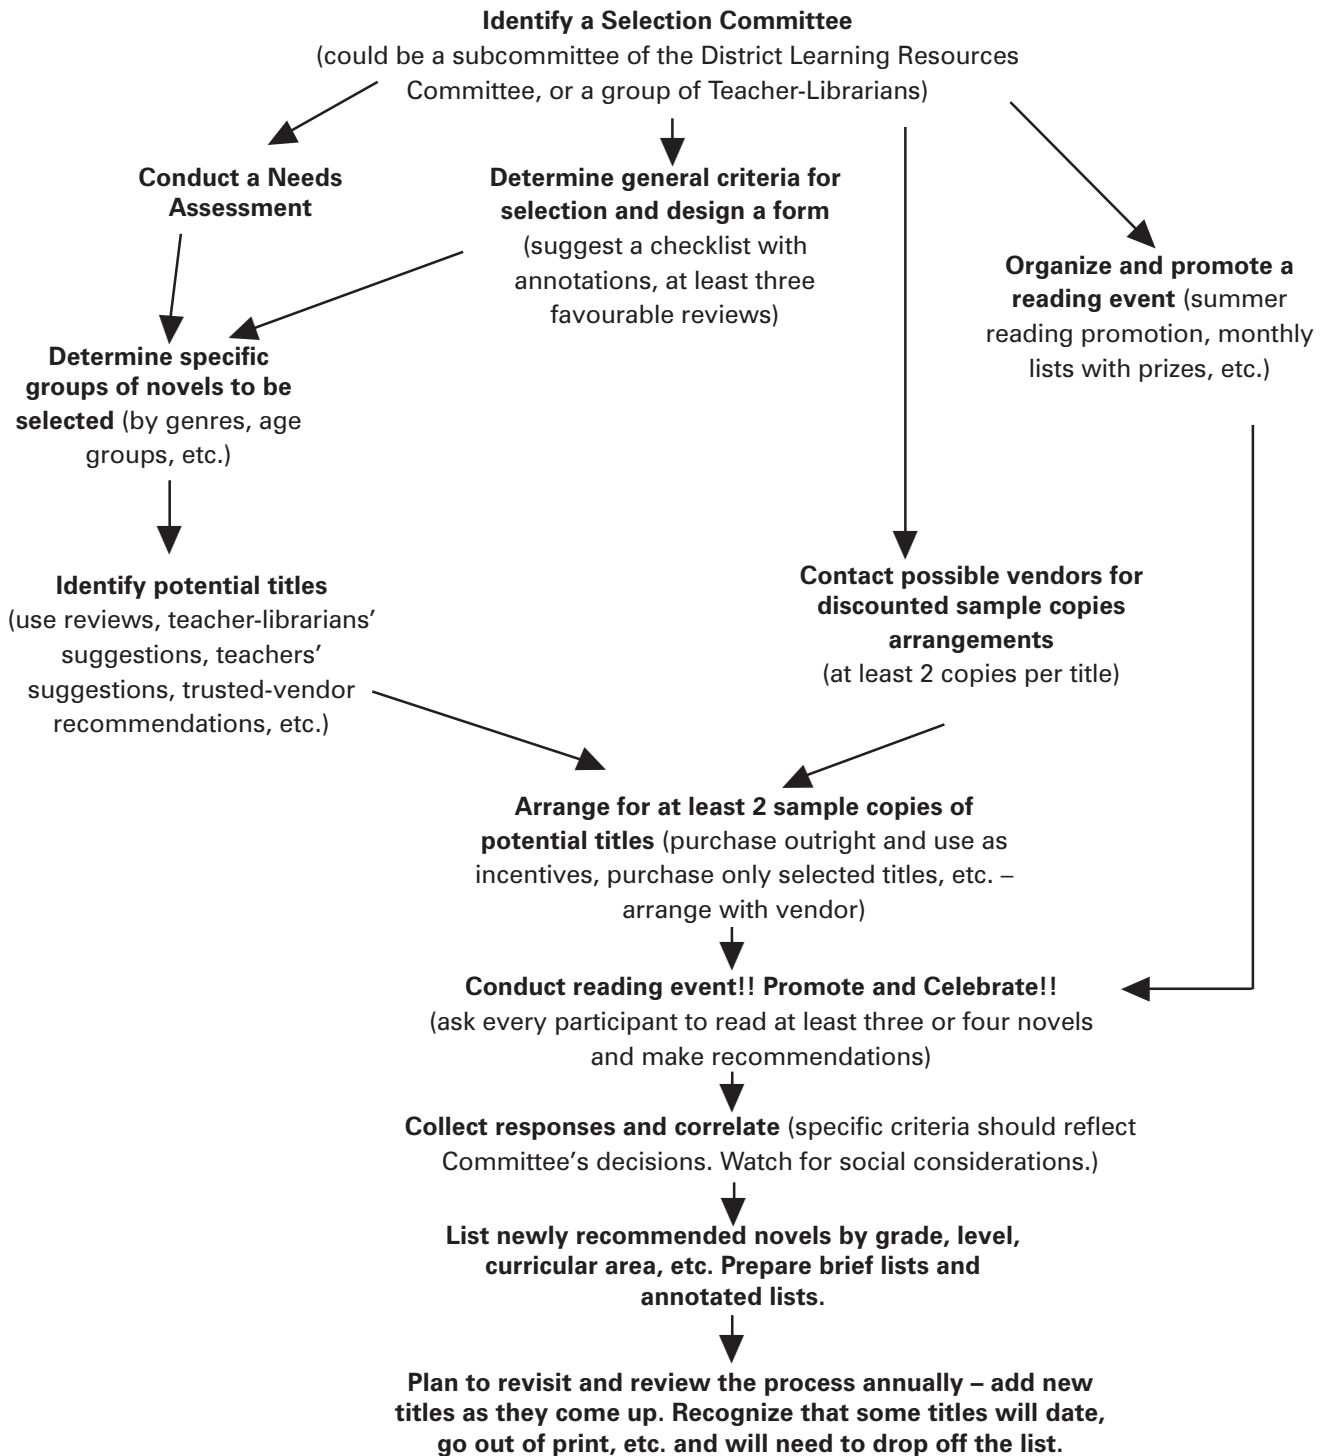 Identify a Selection Committee
(could be a subcommittee of the District Learning Resources
Committee, or a group of Teacher-Librarians)
Conduct a Needs
Assessment
Determine general criteria for
selection and design a form
(suggest a checklist with
annotations, at least three
favourable reviews)
Organize and promote a
reading event (summer
reading promotion, monthly
lists with prizes, etc.)
Determine specific
groups of novels to be
selected (by genres, age
groups, etc.)
Identify potential titles
(use reviews, teacher-librarians’
suggestions, teachers’
suggestions, trusted-vendor
recommendations, etc.)
Contact possible vendors for
discounted sample copies
arrangements
(at least 2 copies per title)
Arrange for at least 2 sample copies of
potential titles (purchase outright and use as
incentives, purchase only selected titles, etc. –
arrange with vendor)
Conduct reading event!! Promote and Celebrate!!
(ask every participant to read at least three or four novels
and make recommendations)
Collect responses and correlate (specific criteria should reflect
Committee’s decisions. Watch for social considerations.)
List newly recommended novels by grade, level,
curricular area, etc. Prepare brief lists and
annotated lists.
Plan to revisit and review the process annually – add new
titles as they come up. Recognize that some titles will date,
go out of print, etc. and will need to drop off the list.